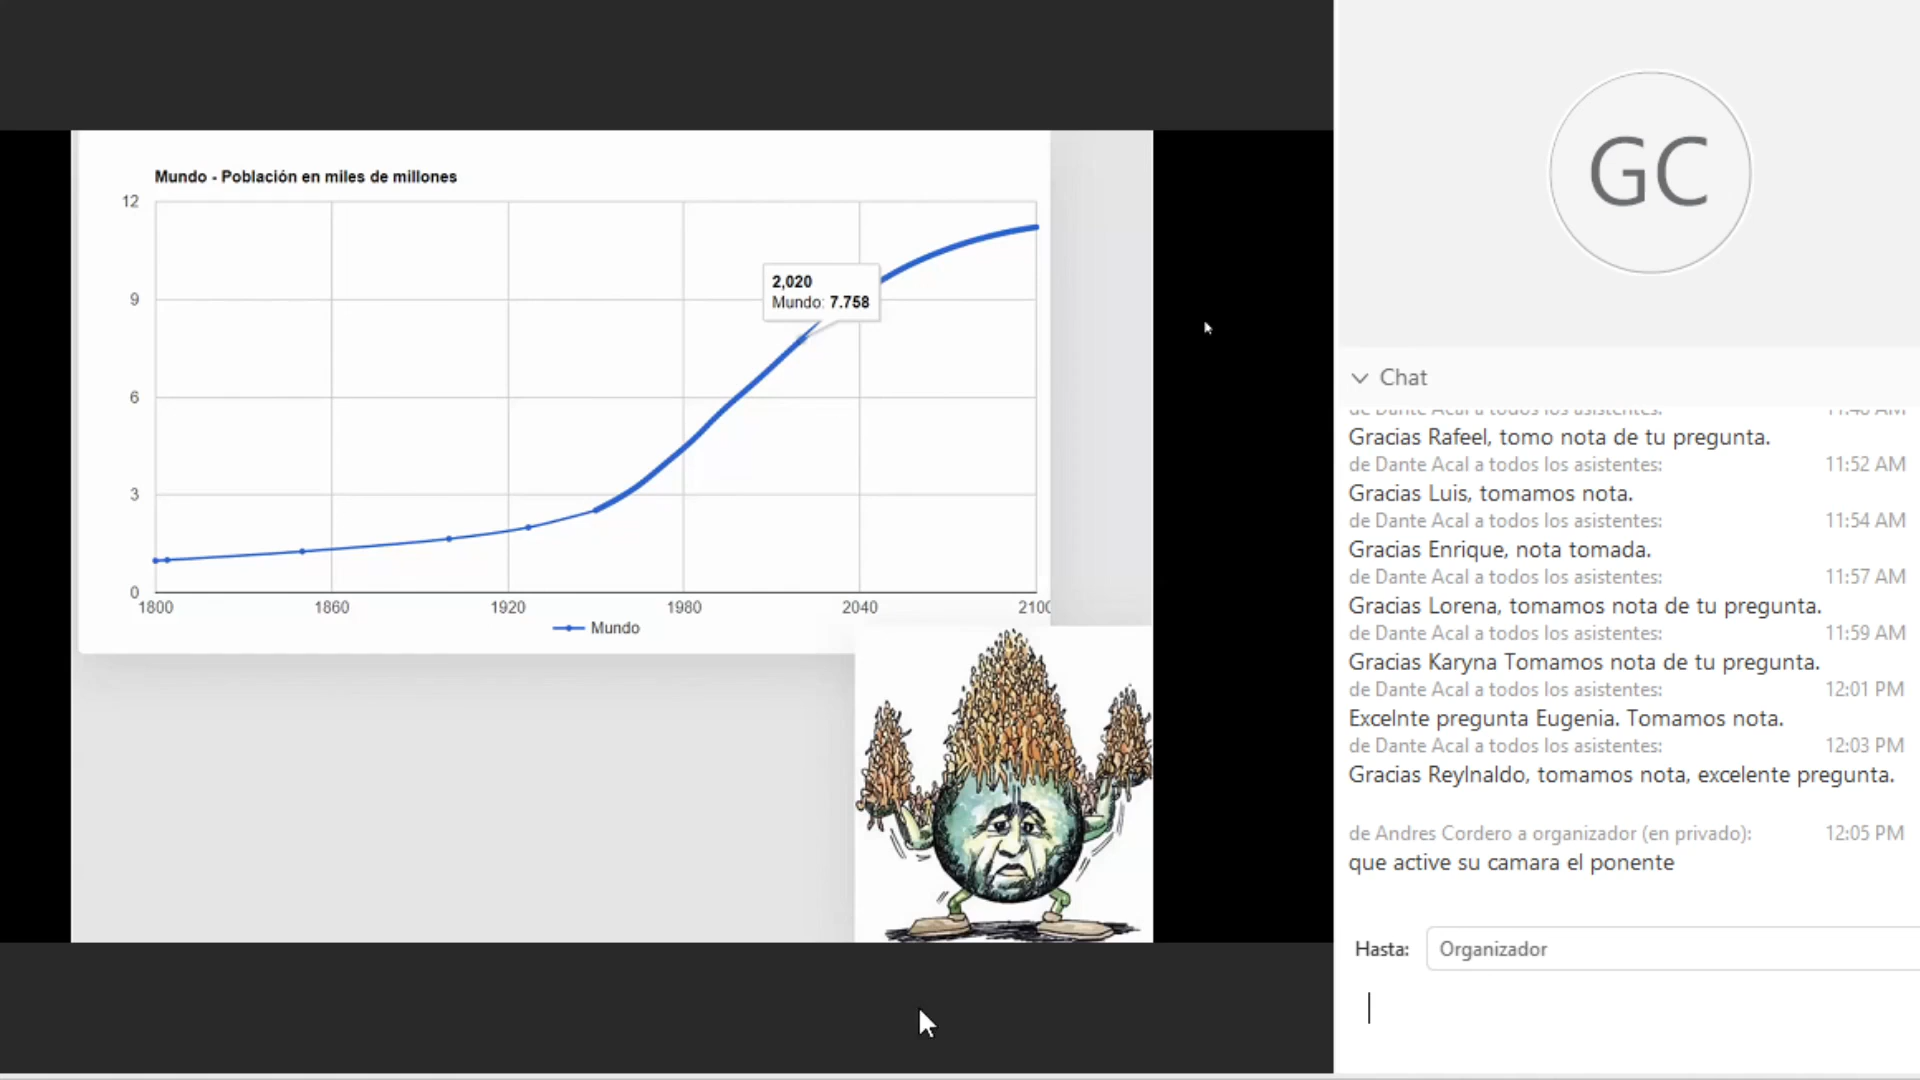 Mundo - Población en miles de millones
12
9
6
3
0
2,020
Mundo: 7.758
1800 1860 1920 1980 2040 2100
Mundo
GC
Chat
de Dante Acal a todos los asistentes:
Gracias Rafeel, tomo nota de tu pregunta.
de Dante Acal a todos los asistentes: 11:52 AM
Gracias Luis, tomamos nota.
de Dante Acal a todos los asistentes: 11:54 AM
Gracias Enrique, nota tomada.
de Dante Acal a todos los asistentes: 11:57 AM
Gracias Lorena, tomamos nota de tu pregunta.
de Dante Acal a todos los asistentes: 11:59 AM
Gracias Karyna Tomamos nota de tu pregunta.
de Dante Acal a todos los asistentes: 12:01 PM
Excelnte pregunta Eugenia. Tomamos nota.
de Dante Acal a todos los asistentes: 12:03 PM
Gracias Reylnaldo, tomamos nota, excelente pregunta.
de Andres Cordero a organizador (en privado): 12:05 PM
que active su camara el ponente
Hasta: Organizador